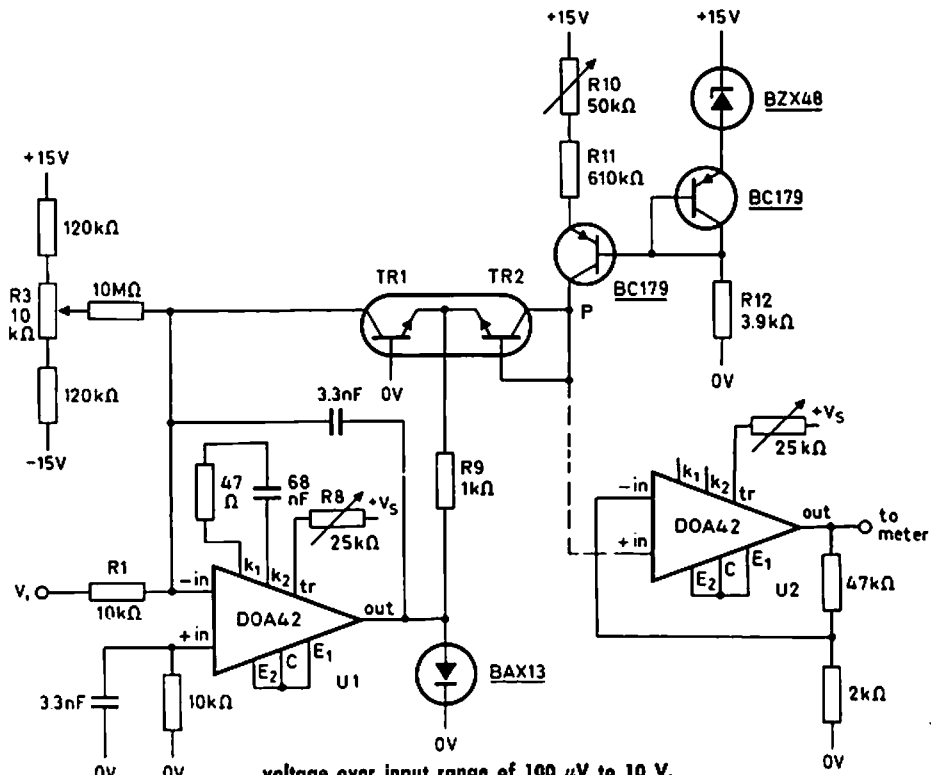 +15V
+15V
R10
50kΩ
BZX48
R11
610kΩ
BC179
+15V
120kΩ
R3
10
kΩ
10MΩ
TR1
TR2
BC179
P
R12
3.9kΩ
0V
0V
120kΩ
-15V
3.3nF
R9
1kΩ
47
Ω
68
nF
R8
+Vs
25kΩ
+Vs
25kΩ
k1
k2
tr
-in
DOA42
+in
out
to
meter
E2
C
E1
U2
47kΩ
2kΩ
0V
V1
R1
10kΩ
k1
k2
tr
-in
DOA42
out
+in
E2
C
E1
U1
BAX13
3.3nF
10kΩ
0V
0V
0V
voltage over input range of 100 μV to 10 V.